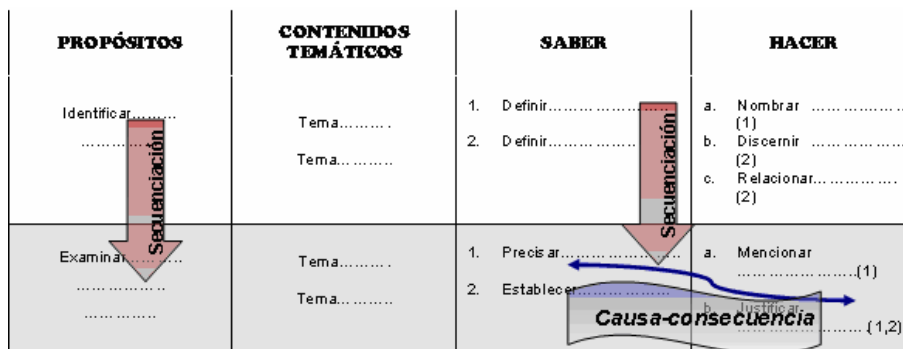 PROPÓSITOS
CONTENIDOS
TEMÁTICOS
SABER
HACER
Identificar.........
..............
Secuenciación
Tema.........
Tema..........
1. Definir........................
2. Definir..................
Secuenciación
a. Nombrar ..................
(1)
b. Discernir ..................
(2)
c. Relacionar.................
(2)
Examinar..........
................
.............
Tema.........
Tema..........
1. Precisar........................
2. Establecer..................
a. Mencionar
......................(1)
b. Justificar
......................(1,2)
Causa-consecuencia